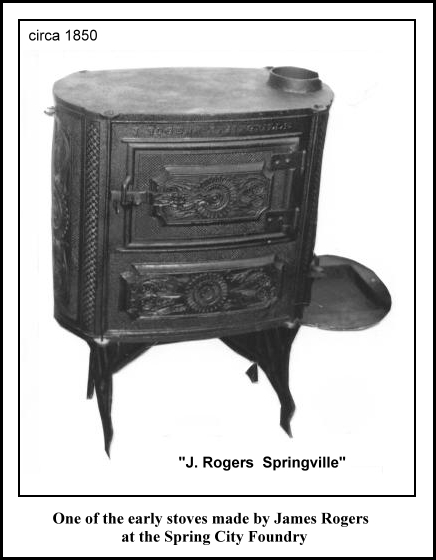 circa 1850
"J. Rogers Springville"
One of the early stoves made by James Rogers
at the Spring City Foundry